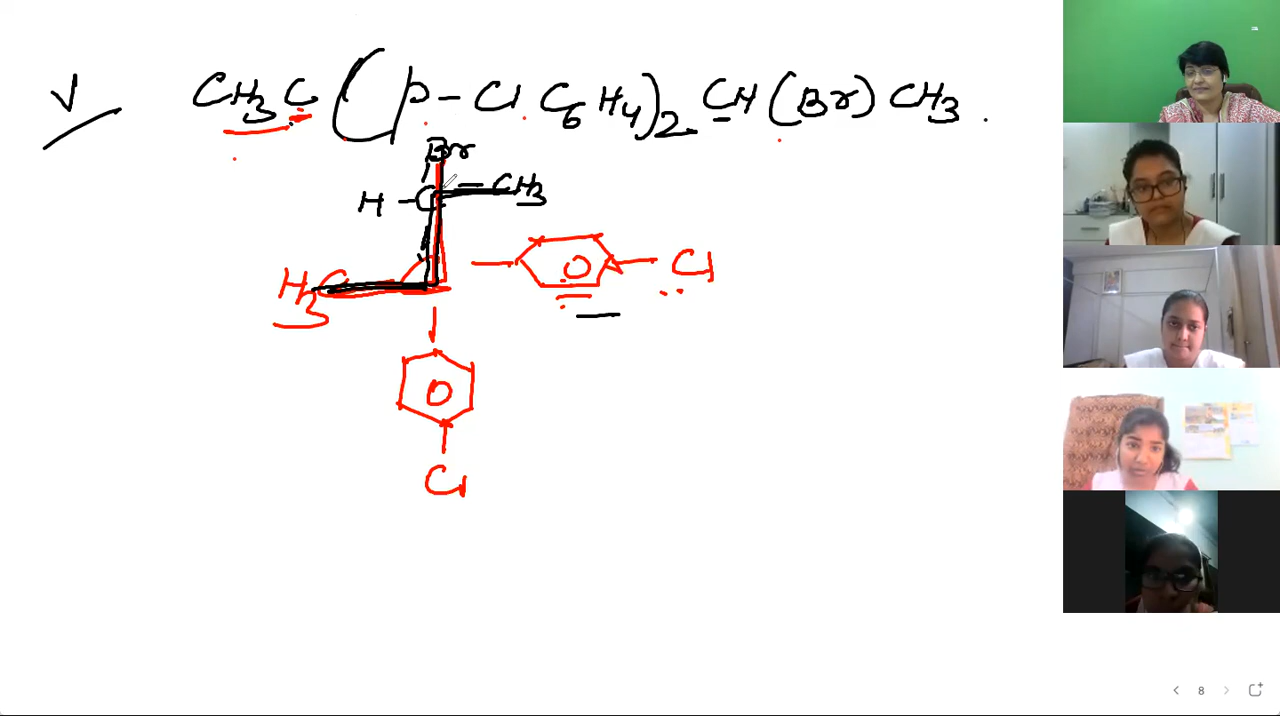 V CH3C(p-Cl C6H4)2 CH(Br) CH3.
Br
H-C-CH3
H3C Cl
Cl
8